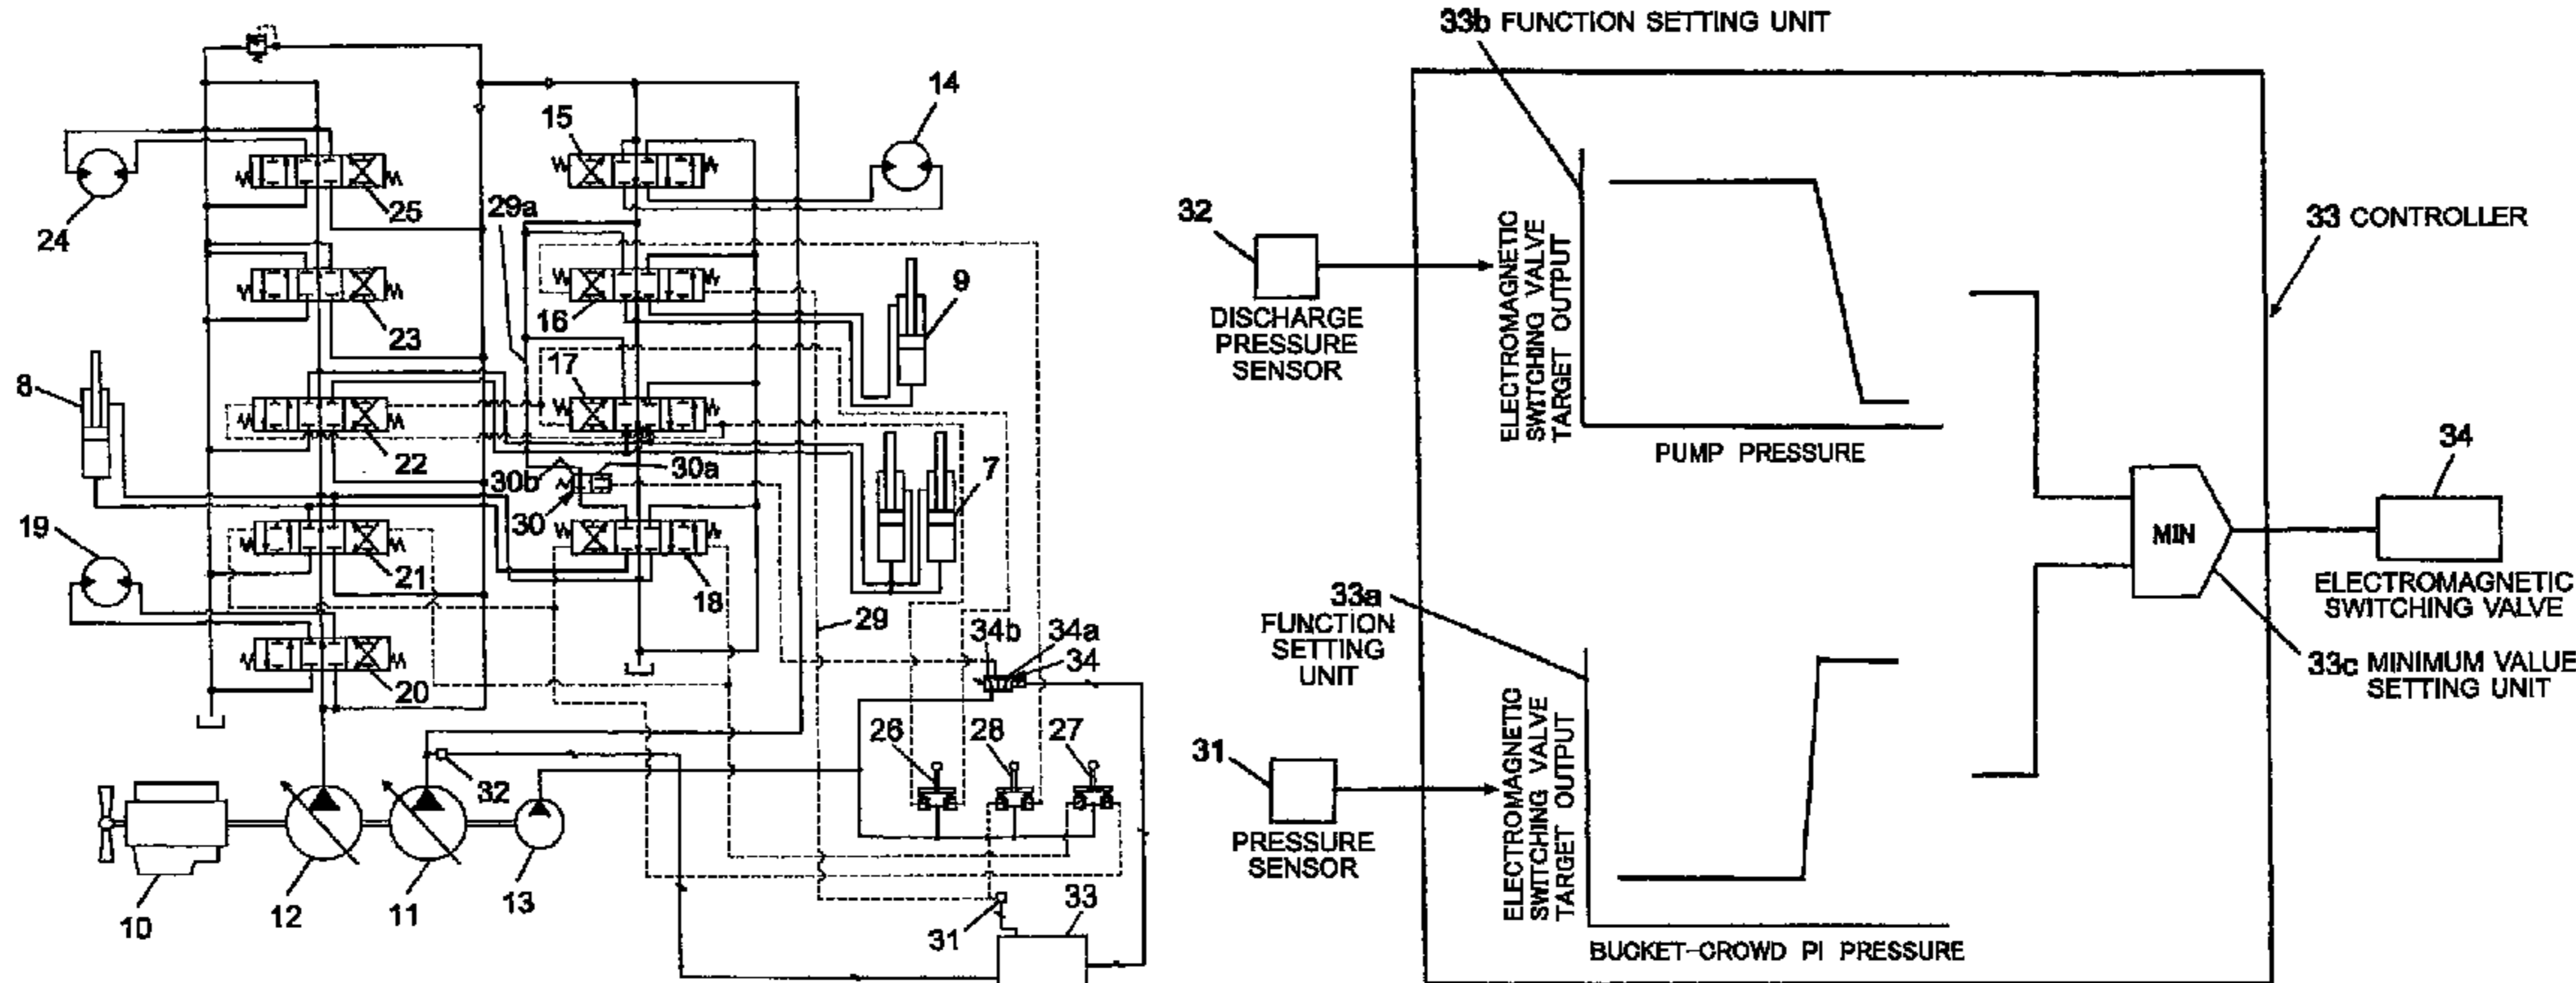 14
15
24
25
29a
16
9
23
17
8
22
30b
30a
7
30
19
21
18
29
34b
34a
34
20
26
28
27
32
10
12
11
13
31
33
33b FUNCTION SETTING UNIT
32
DISCHARGE
PRESSURE
SENSOR
ELECTROMAGNETIC
SWITCHING VALVE
TARGET OUTPUT
PUMP PRESSURE
33 CONTROLLER
34
MIN
ELECTROMAGNETIC
SWITCHING VALVE
33a
FUNCTION
SETTING
UNIT
33c MINIMUM VALUE
SETTING UNIT
31
PRESSURE
SENSOR
ELECTROMAGNETIC
SWITCHING VALVE
TARGET OUTPUT
BUCKET-CROWD PI PRESSURE